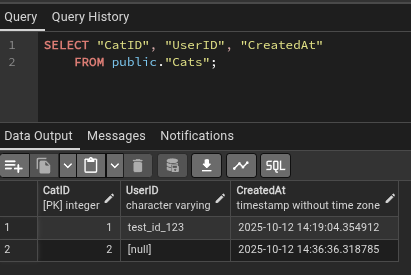 Query Query History
1 SELECT "CatID", "UserID", "CreatedAt"
2 FROM public."Cats";
Data Output Messages Notifications
SQL
CatID UserID CreatedAt
[PK] integer character varying timestamp without time zone
1 1 test_id_123 2025-10-12 14:19:04.354912
2 2 [null] 2025-10-12 14:36:36.318785